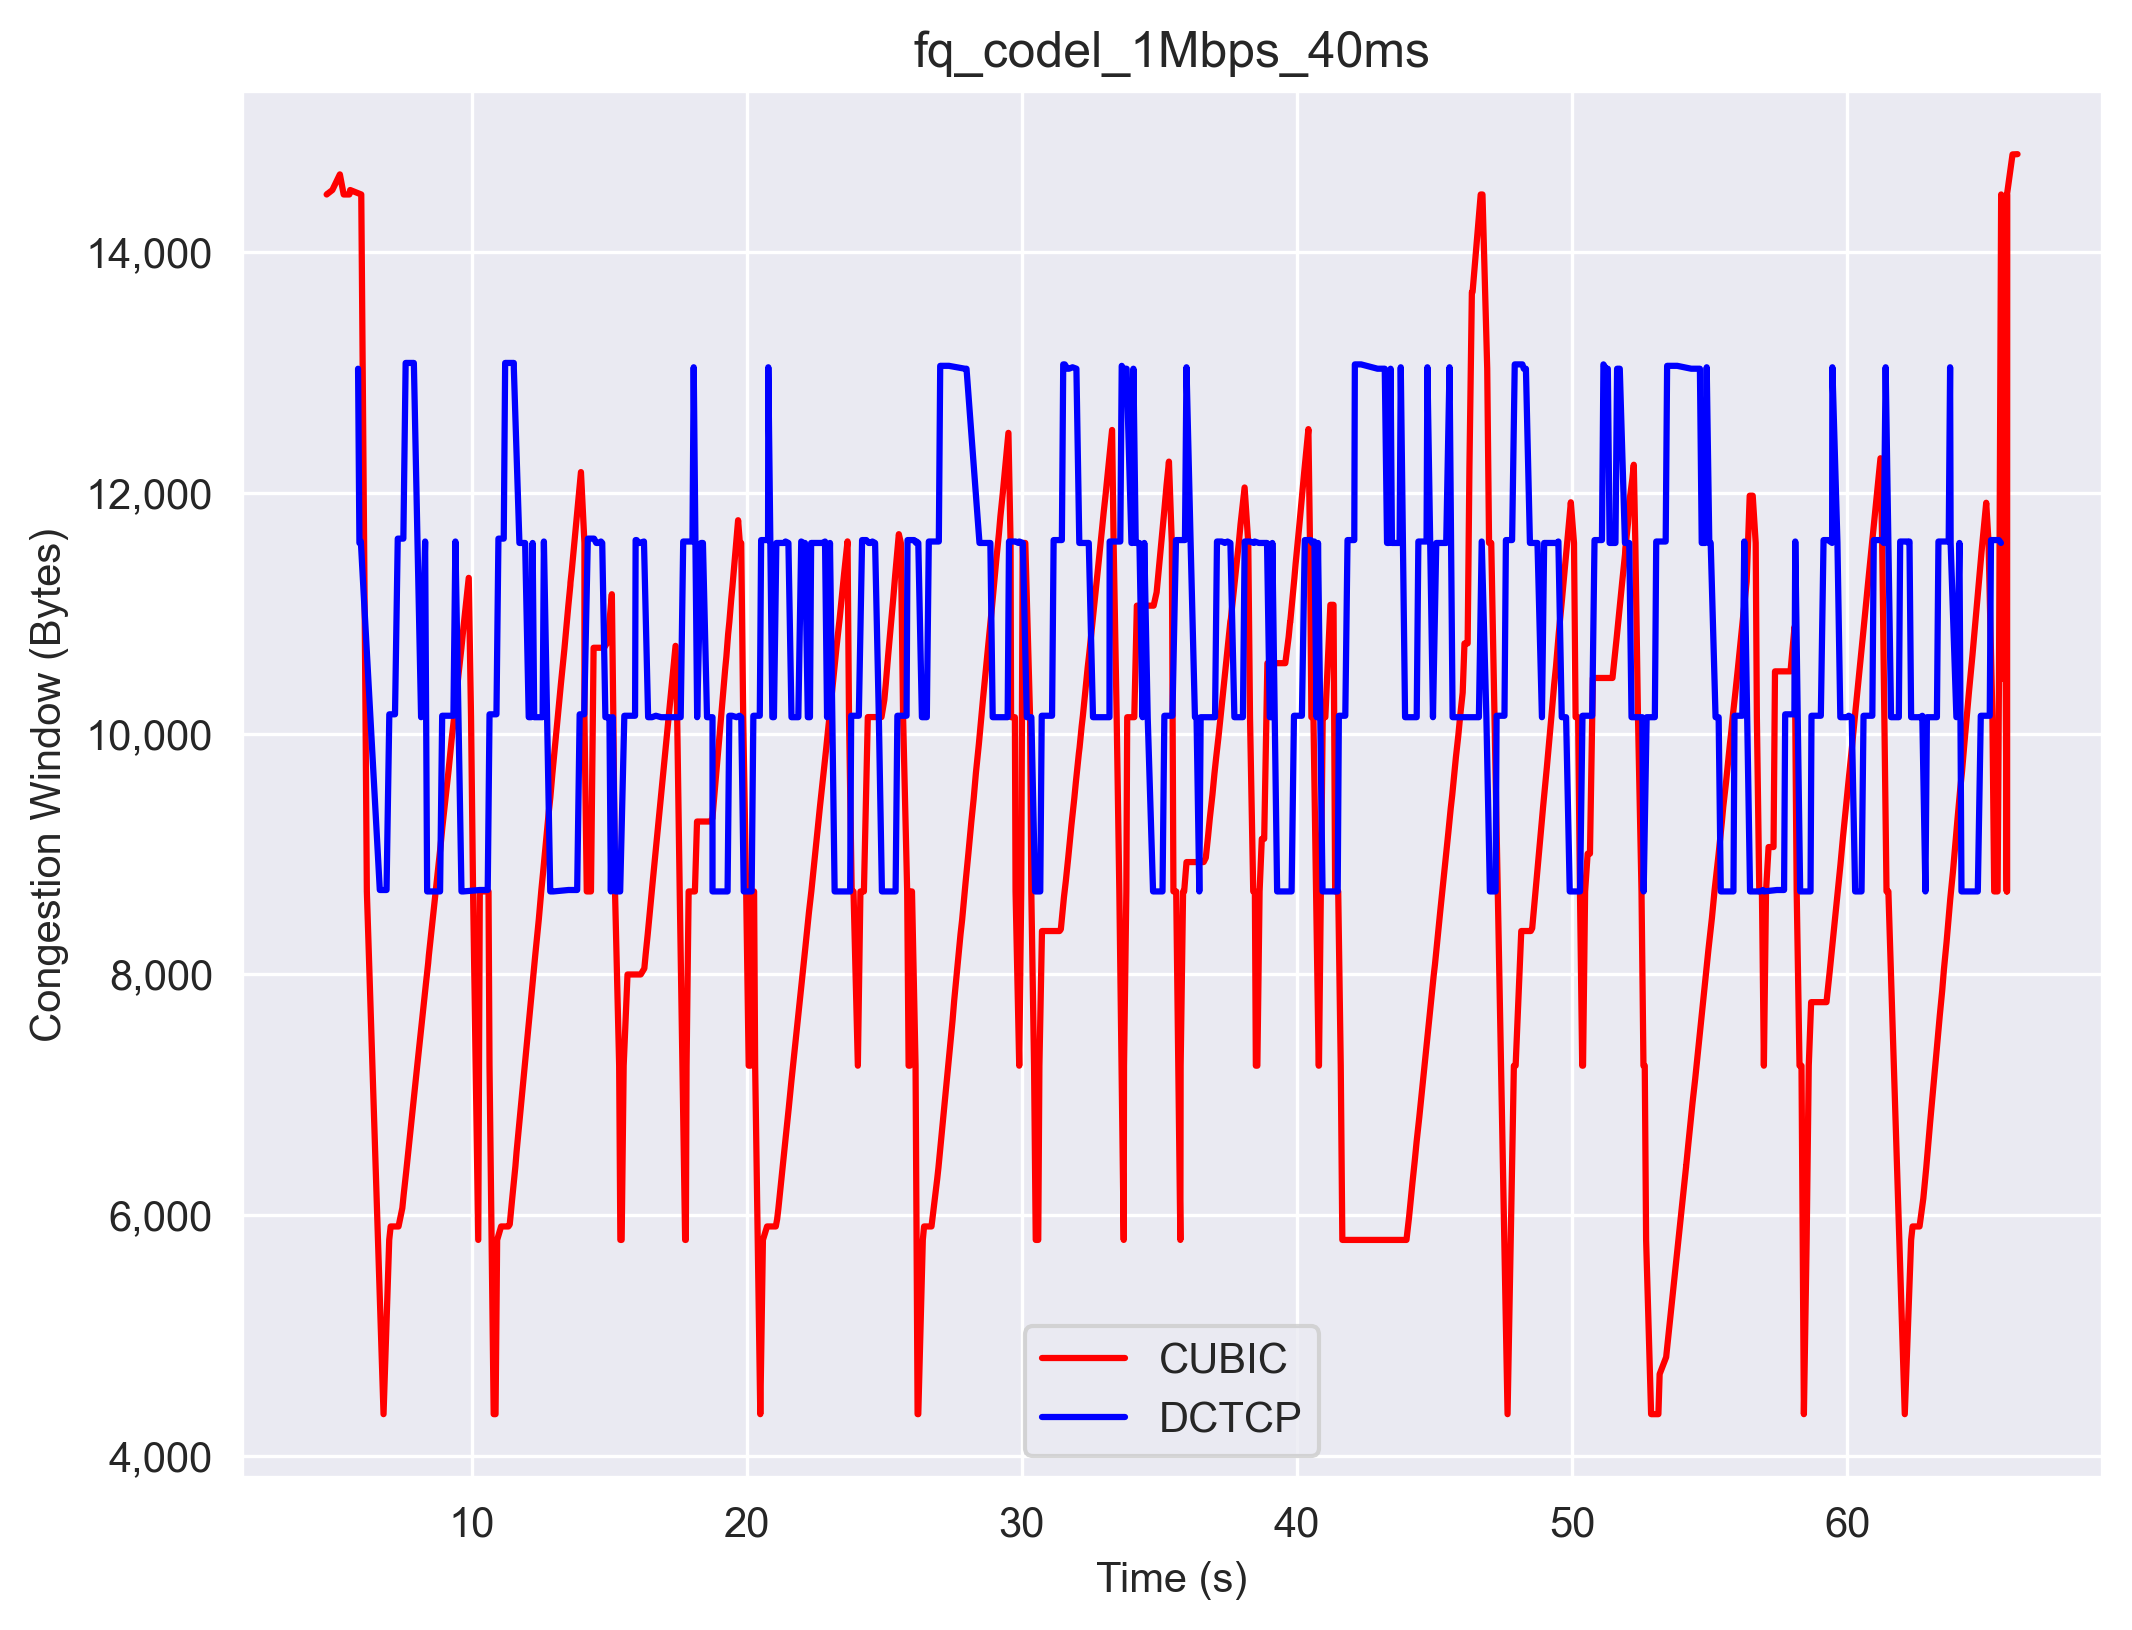 fq_codel_1Mbps_40ms
Congestion Window (Bytes)
14,000
12,000
10,000
8,000
6,000
4,000
CUBIC
DCTCP
10 20 30 40 50 60
Time (s)